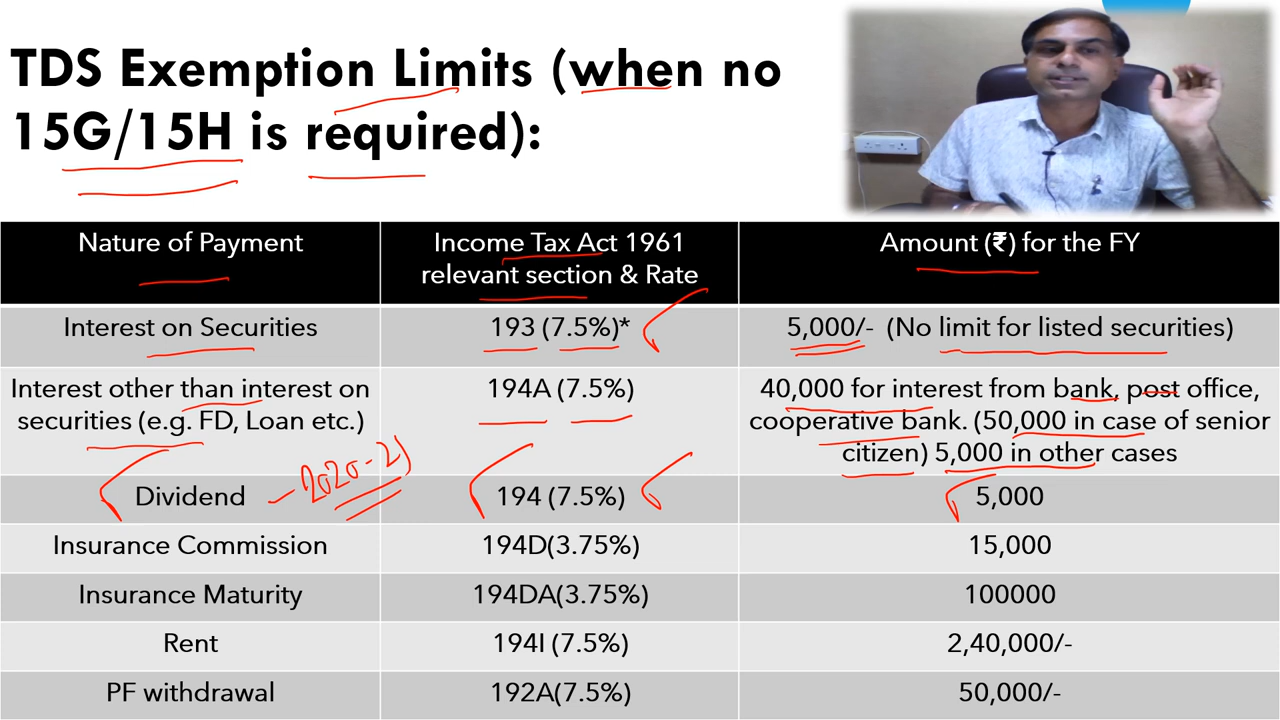 TDS Exemption Limits (when no
15G/15H is required):
Nature of Payment
Income Tax Act 1961
relevant section & Rate
Amount (₹) for the FY
Interest on Securities
193 (7.5%)*
5,000/- (No limit for listed securities)
Interest other than interest on
securities (e.g. FD, Loan etc.)
194A (7.5%)
40,000 for interest from bank, post office,
cooperative bank. (50,000 in case of senior
citizen) 5,000 in other cases
Dividend
- 2020-21
194 (7.5%)
5,000
Insurance Commission
194D(3.75%)
15,000
Insurance Maturity
194DA(3.75%)
100000
Rent
194I (7.5%)
2,40,000/-
PF withdrawal
192A(7.5%)
50,000/-